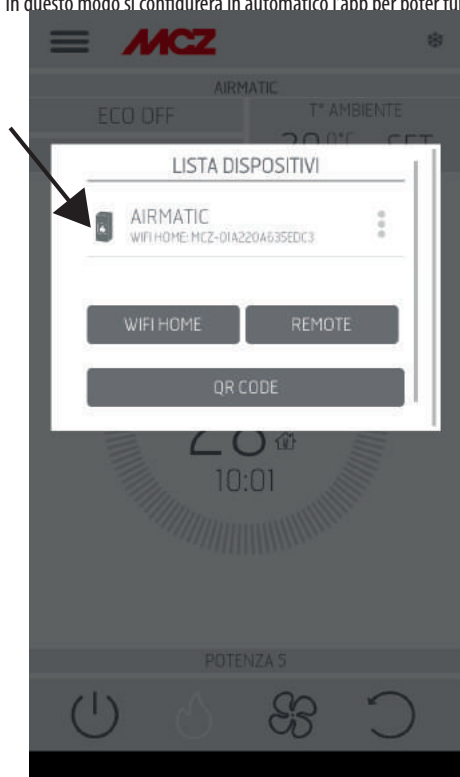 In questo modo si configurerà in automatico l'app per poter
MCZ
AIRMATIC
ECO OFF
T° AMBIENTE
SET
LISTA DISPOSITIVI
AIRMATIC
WIFI HOME: MCZ-01A220A635EDC3
WIFI HOME
REMOTE
QR CODE
10:01
POTENZA 5